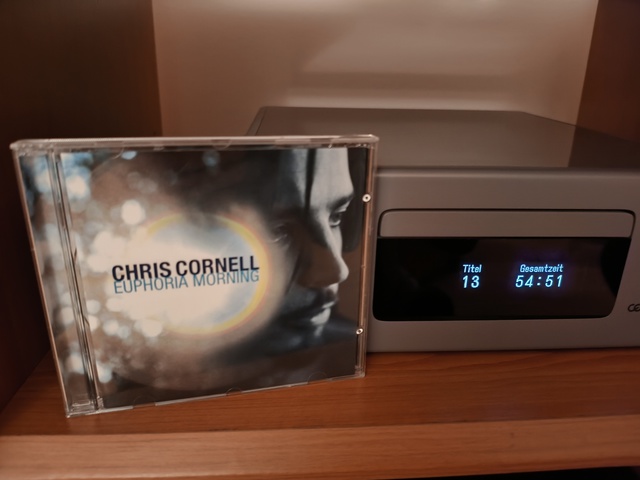 CHRIS CORNELL
EUPHORIA MORNING
Titel Gesamtzeit
13 54:51